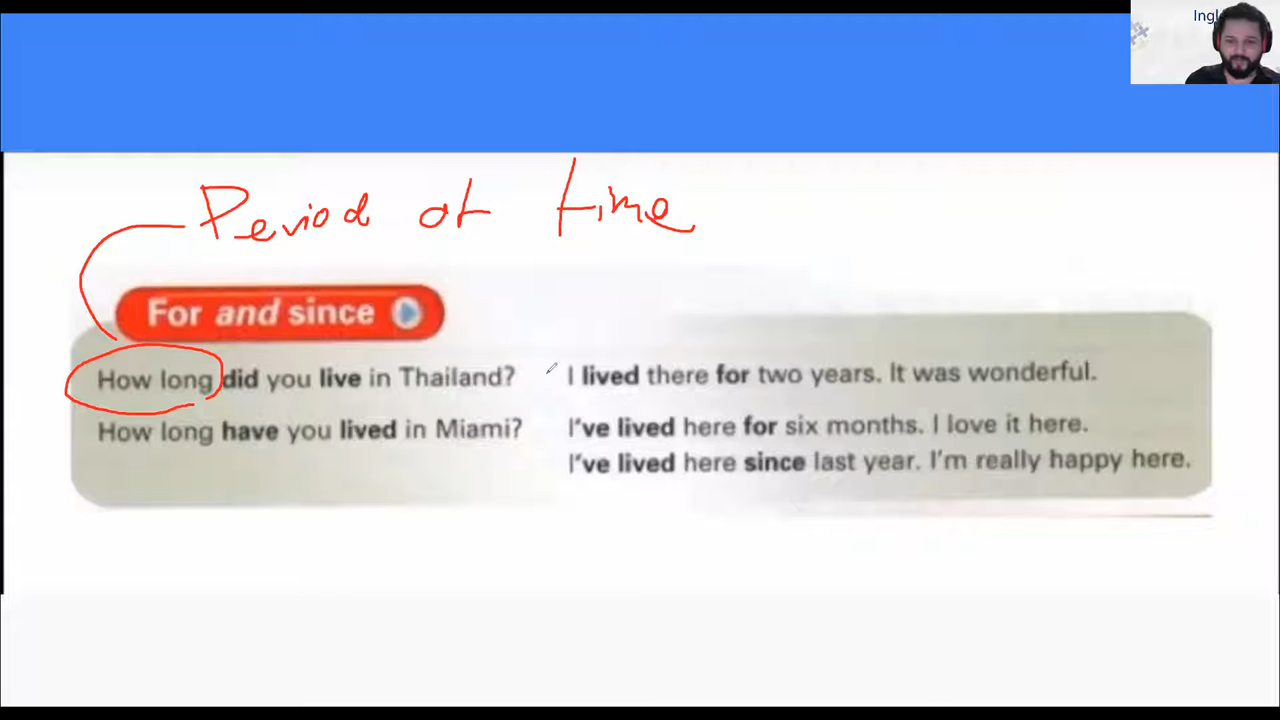 Ingl
Period of time
For and since
How long did you live in Thailand? I lived there for two years. It was wonderful.
How long have you lived in Miami? I've lived here for six months. I love it here.
I've lived here since last year. I'm really happy here.